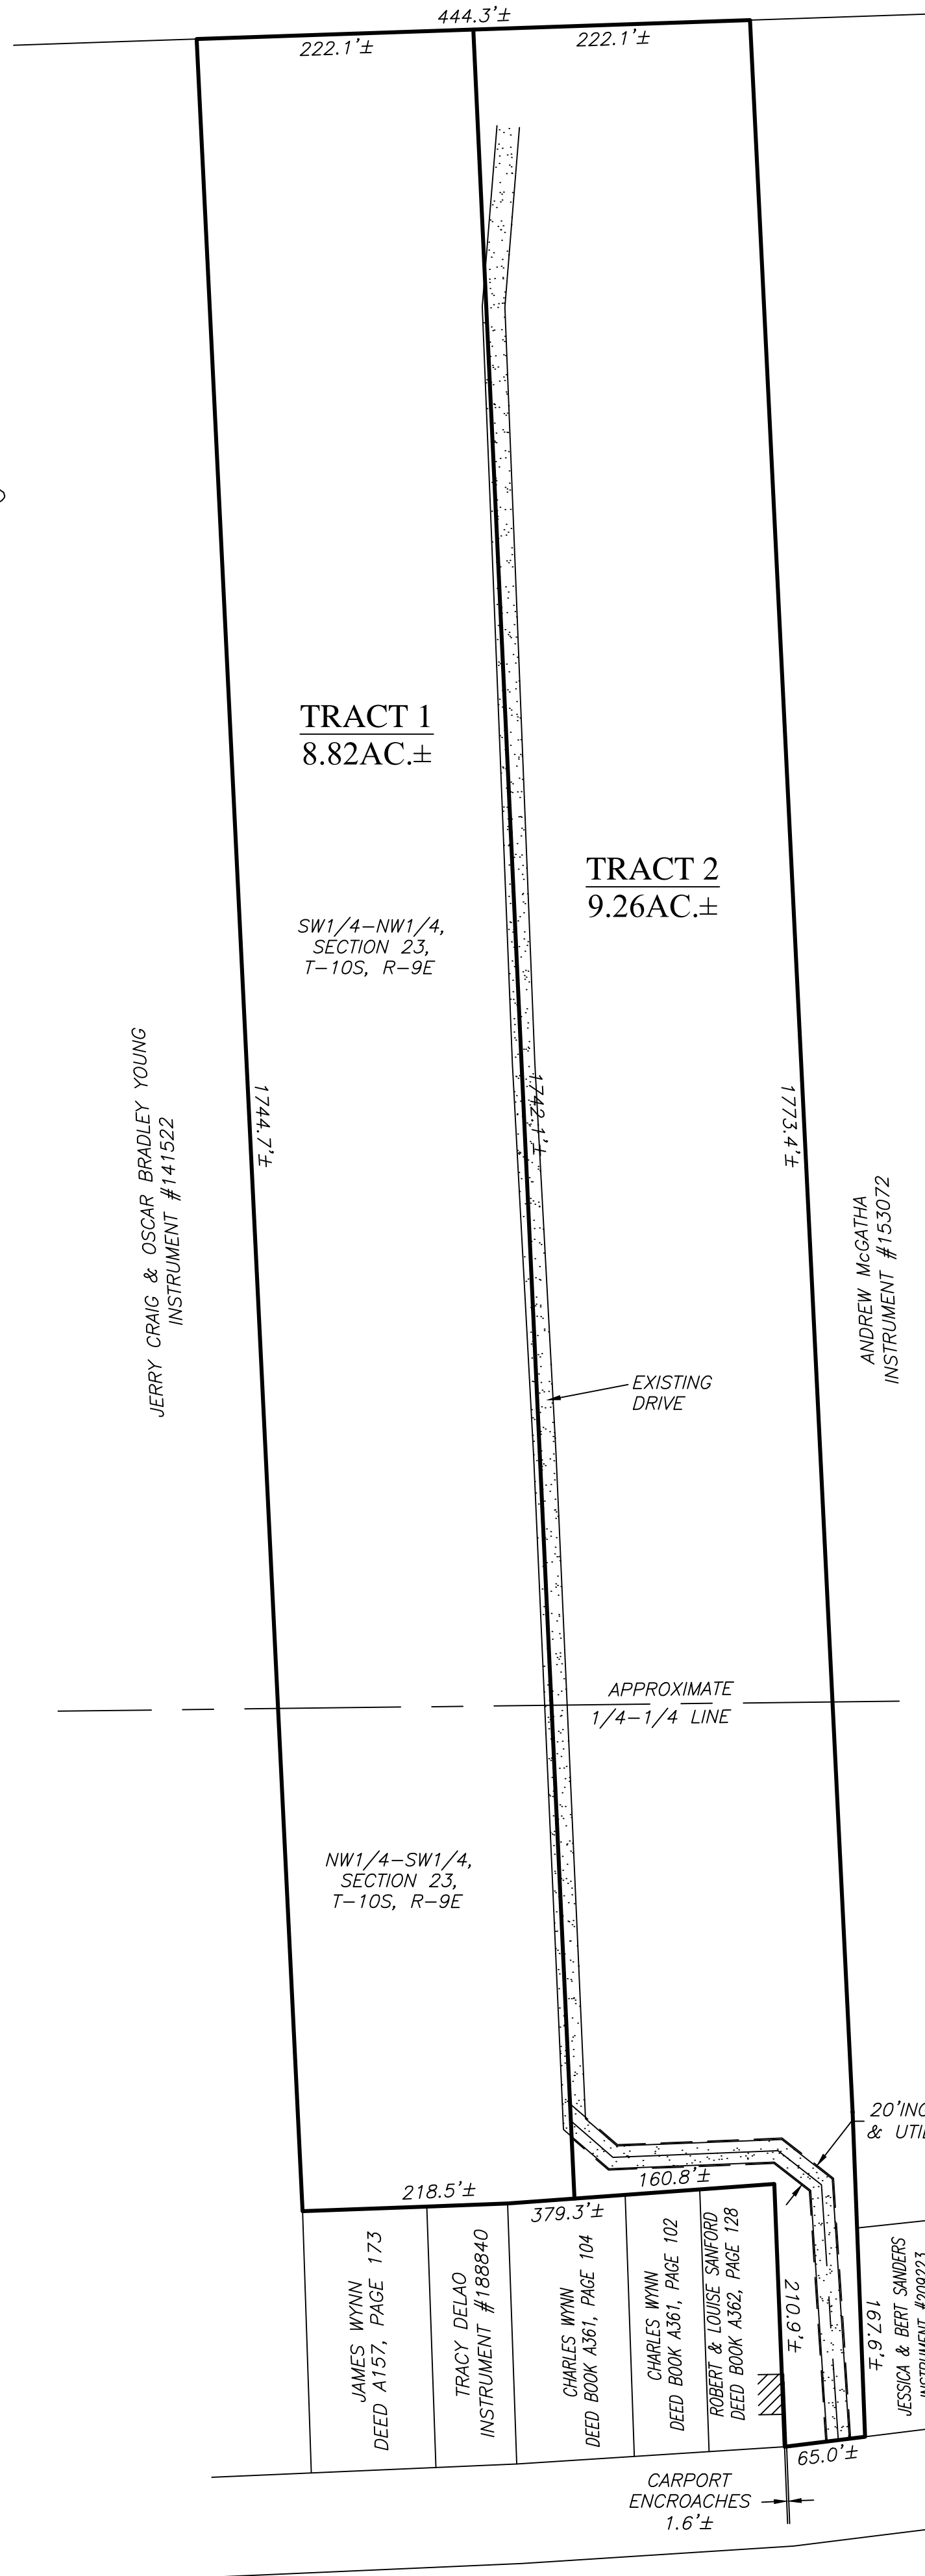 444.3'±
222.1'±
222.1'±
TRACT 1
8.82AC.±
TRACT 2
9.26AC.±
SW1/4-NW1/4,
SECTION 23,
T-10S, R-9E
JERRY CRAIG & OSCAR BRADLEY YOUNG
INSTRUMENT #141522
1744.7'±
1742.1'±
1773.4'±
ANDREW McGATHA
INSTRUMENT #153072
EXISTING
DRIVE
APPROXIMATE
1/4-1/4 LINE
NW1/4-SW1/4,
SECTION 23,
T-10S, R-9E
20'
&
218.5'±
160.8'±
379.3'±
JAMES WYNN
DEED A157, PAGE 173
TRACY DELAO
INSTRUMENT #188840
CHARLES WYNN
DEED BOOK A361, PAGE 104
CHARLES WYNN
DEED BOOK A361, PAGE 102
ROBERT & LOUISE SANFORD
DEED BOOK A362, PAGE 128
210.9'±
167.6'±
JESSICA & BERT SANDERS
65.0'±
CARPORT
ENCROACHES
1.6'±